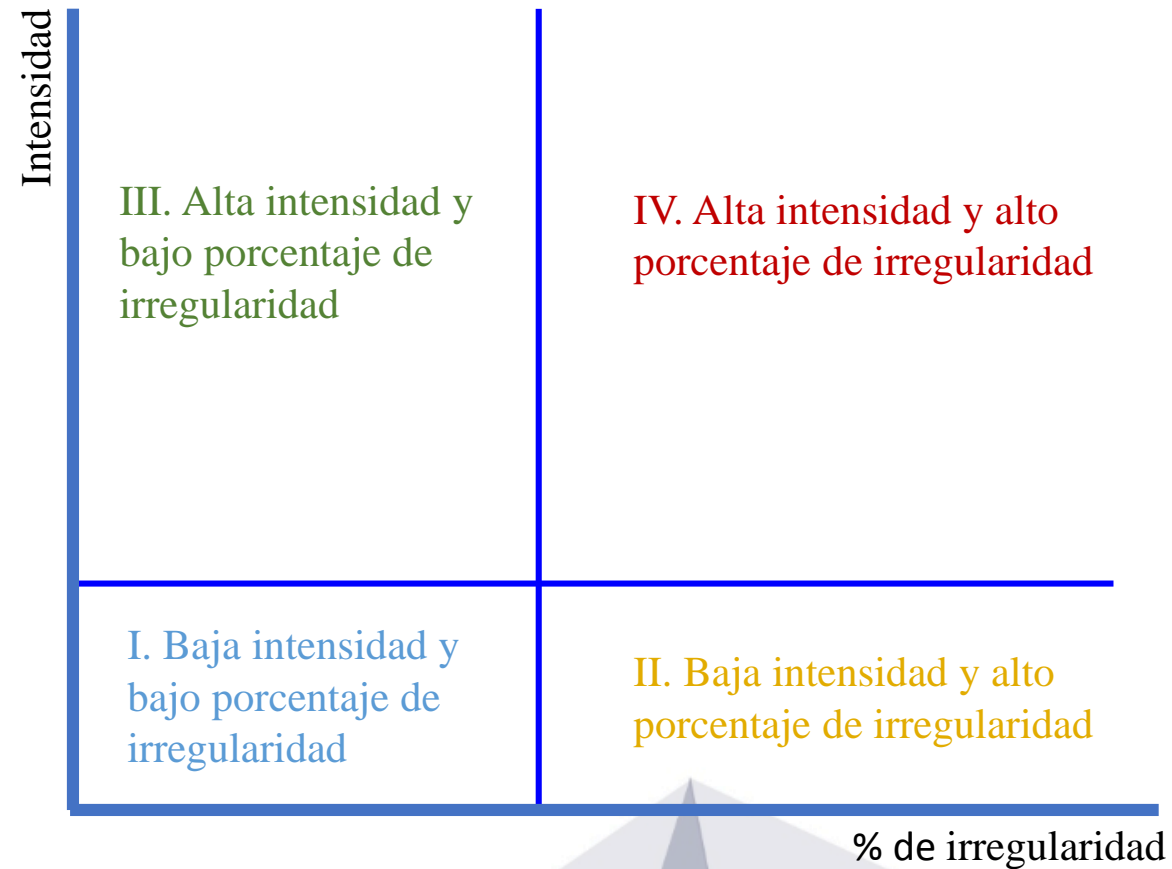 Intensidad
III. Alta intensidad y
bajo porcentaje de
irregularidad
IV. Alta intensidad y alto
porcentaje de irregularidad
I. Baja intensidad y
bajo porcentaje de
irregularidad
II. Baja intensidad y alto
porcentaje de irregularidad
% de irregularidad